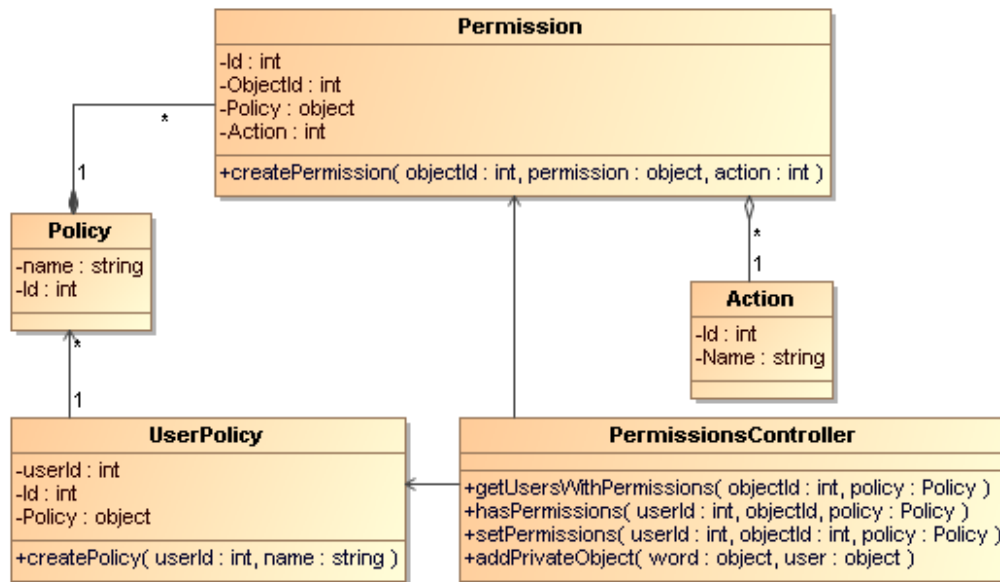 Permission
-Id : int
-ObjectId : int
-Policy : object
-Action : int
+createPermission( objectId : int, permission : object, action : int )
*
1
Policy
-name : string
-Id : int
*
1
Action
-Id : int
-Name : string
*
1
UserPolicy
-userId : int
-Id : int
-Policy : object
+createPolicy( userId : int, name : string )
PermissionsController
+getUsersWithPermissions( objectId : int, policy : Policy )
+hasPermissions( userId : int, objectId, policy : Policy )
+setPermissions( userId : int, objectId : int, policy : Policy )
+addPrivateObject( word : object, user : object )